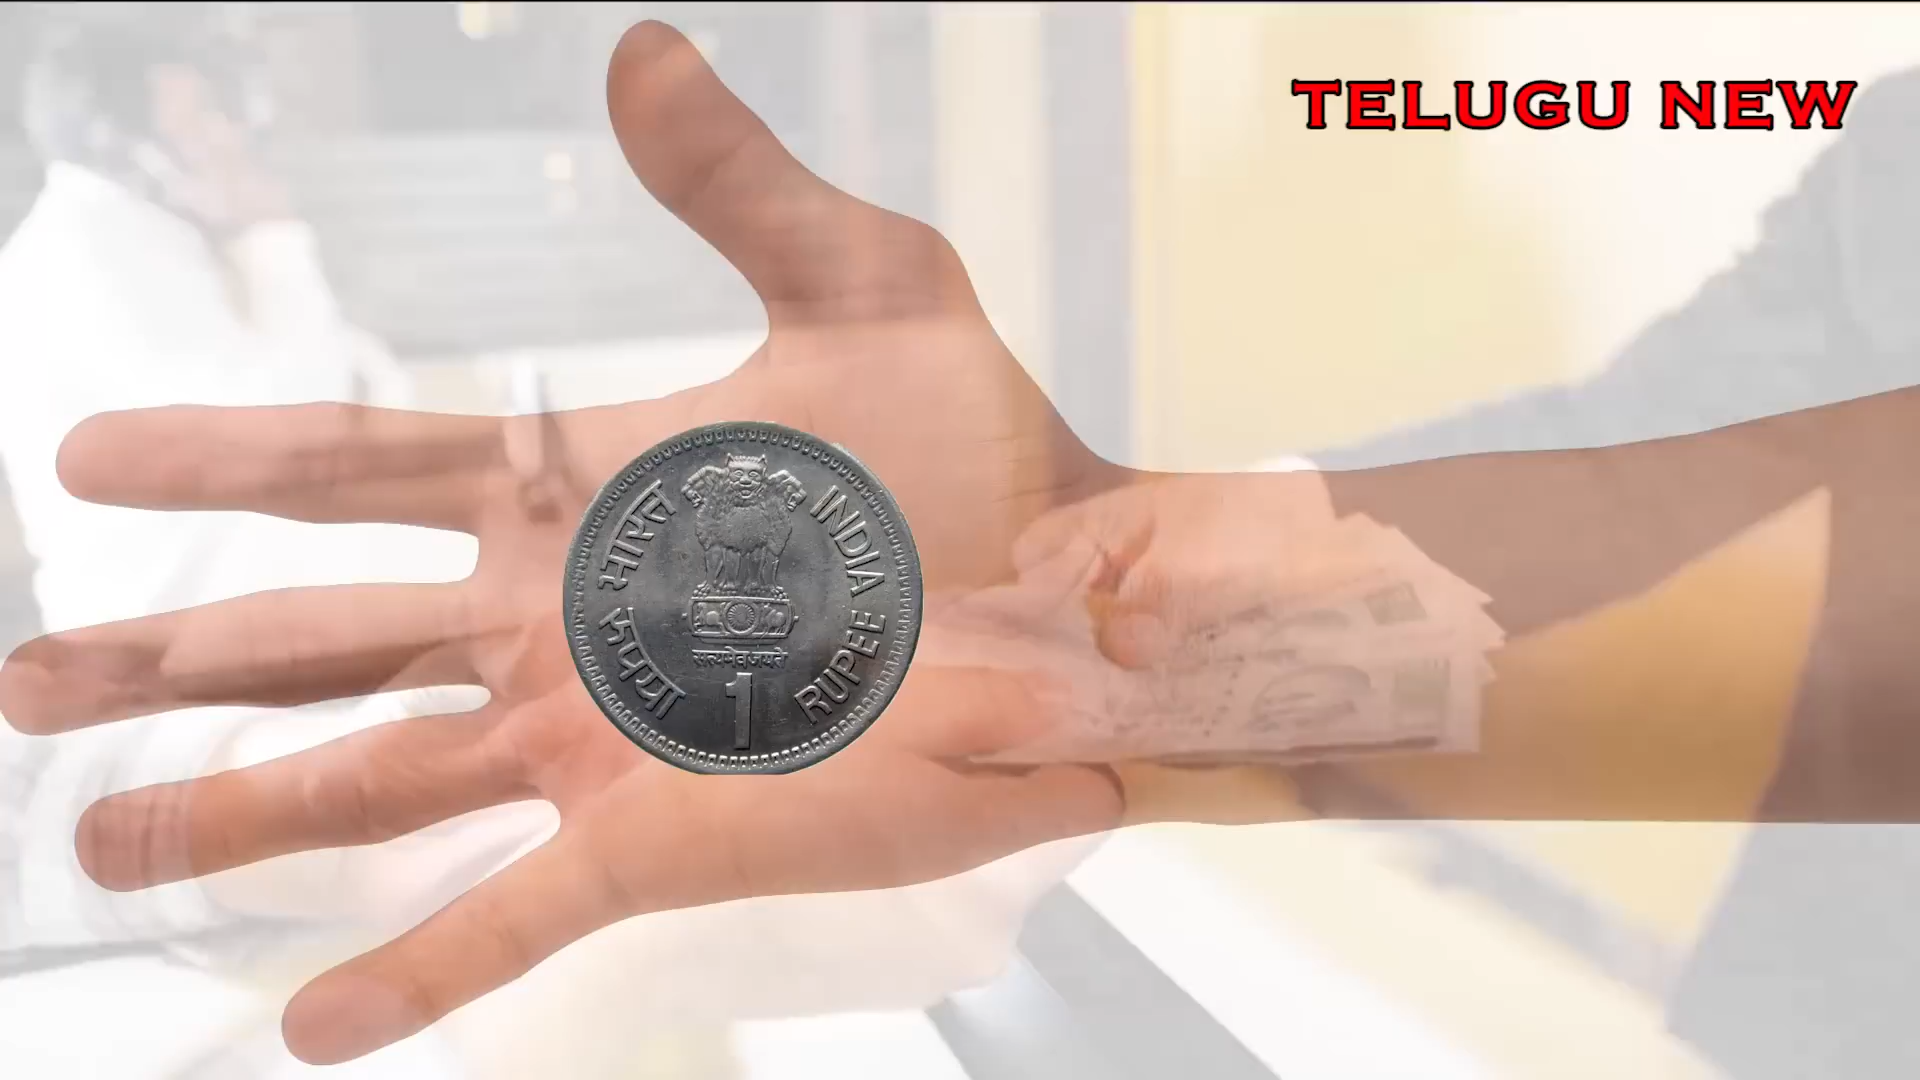 TELUGU NEW
भारत
INDIA
रूपया
RUPEE
सत्यमेव जयते
1